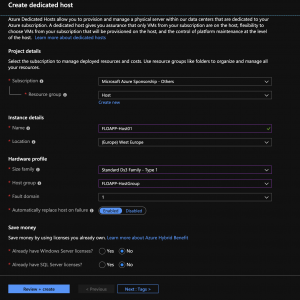 Create dedicated host
Azure Dedicated Hosts allow you to provision and manage a physical server within our data centers that are dedicated to your
Azure subscription. A dedicated host gives you assurance that only VMs from your subscription are on the host, flexibility to
choose VMs from your subscription that will be provisioned on the host, and the control of platform maintenance at the level
of the host. Learn more about dedicated hosts
Project details
Select the subscription to manage deployed resources and costs. Use resource groups like folders to organize and manage all
your resources.
* Subscription
Microsoft Azure Sponsorship - Others
* Resource group
Host
Create new
Instance details
* Name
FLOAPP-Host01
* Location
(Europe) West Europe
Hardware profile
* Size family
Standard Ds3 Family - Type 1
* Host group
FLOAPP-HostGroup
* Fault domain
1
* Automatically replace host on failure
Enabled Disabled
Save money
Save money by using licenses you already own. Learn more about Azure Hybrid Benefit
* Already have Windows Server licenses?
Yes No
* Already have SQL Server licenses?
Yes No
Review + create
< Previous
Next : Tags >